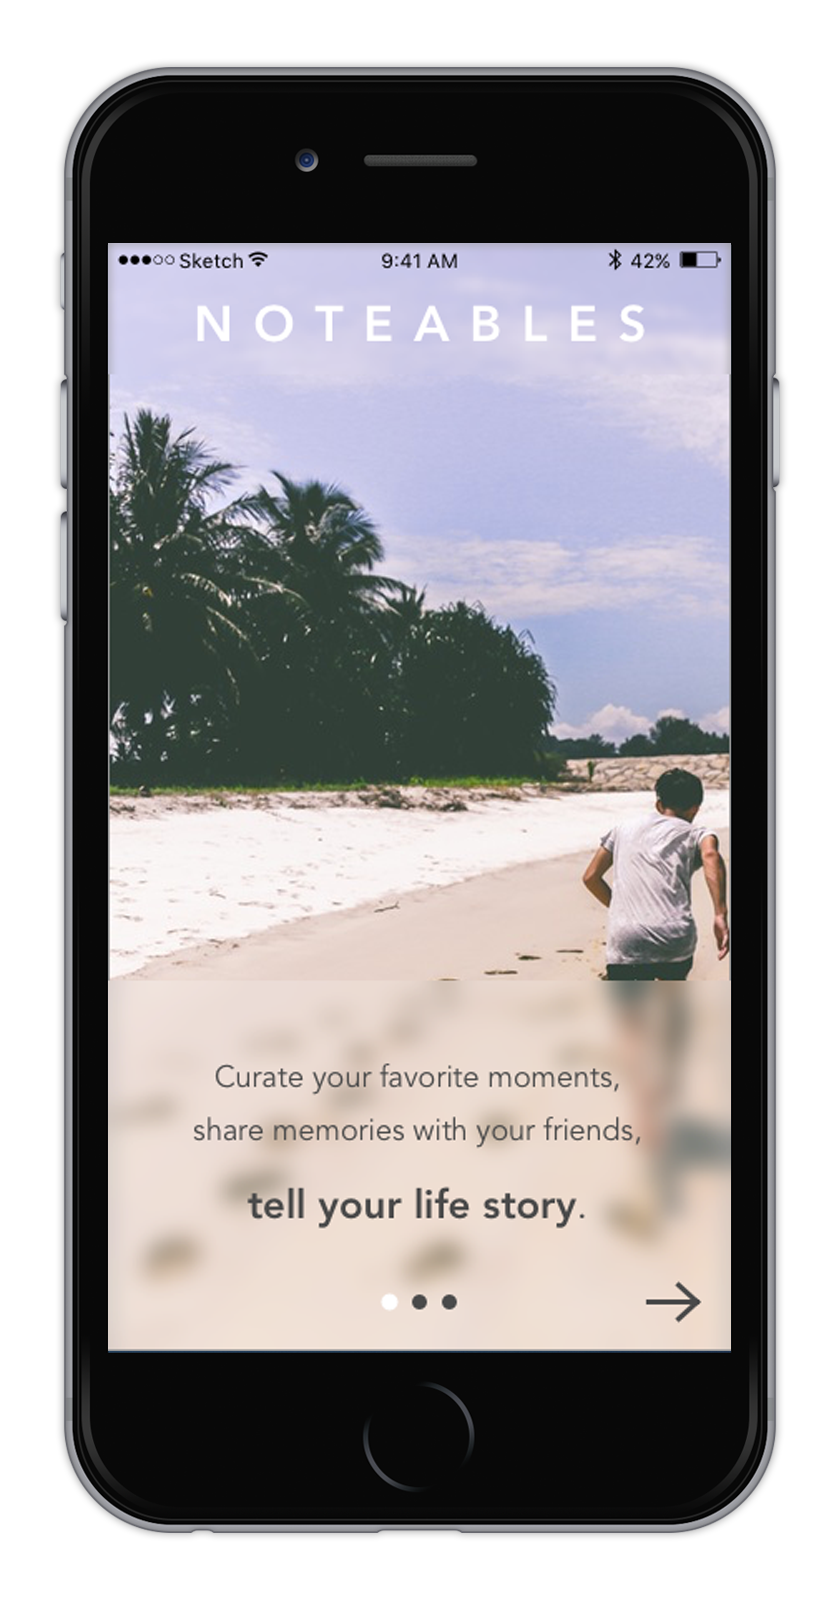 Sketch 9:41 AM 42%
NOTEABLES
Curate your favorite moments,
share memories with your friends,
tell your life story.